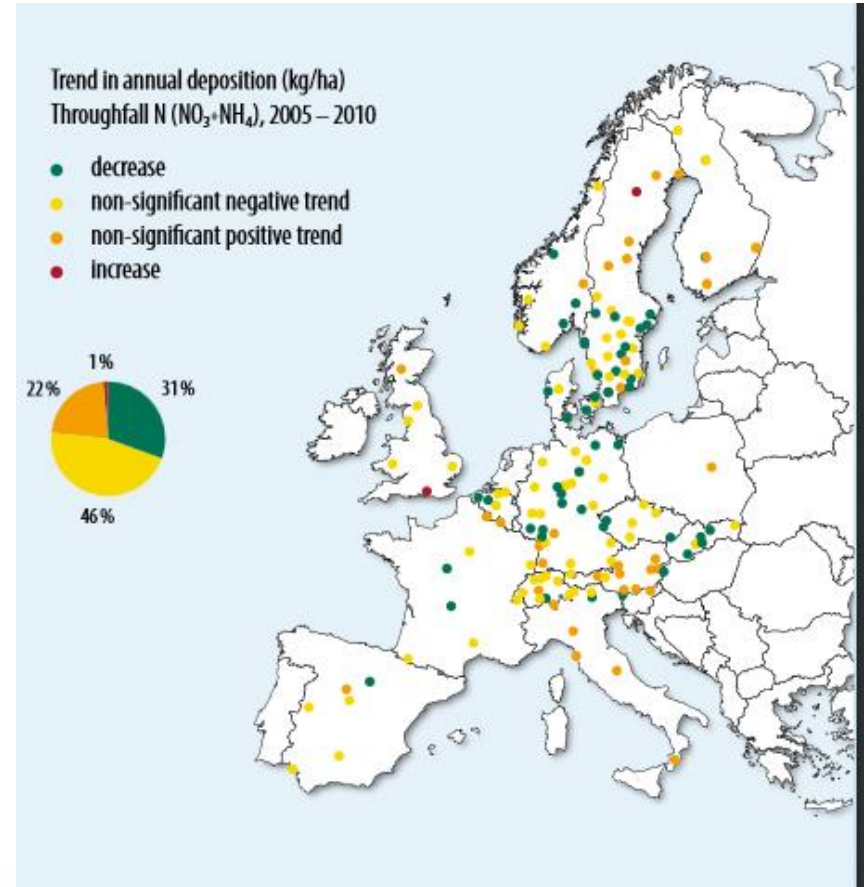 Trend in annual deposition (kg/ha)
Throughfall N (NO₃+NH₄), 2005 – 2010
decrease
non-significant negative trend
non-significant positive trend
increase
1%
22% 31%
46%